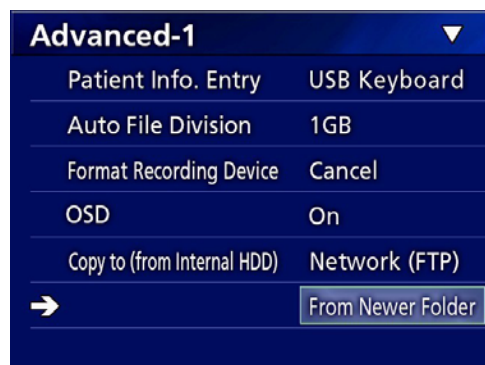 Advanced-1 ▼
Patient Info. Entry USB Keyboard
Auto File Division 1GB
Format Recording Device Cancel
OSD On
Copy to (from Internal HDD) Network (FTP)
➔ From Newer Folder